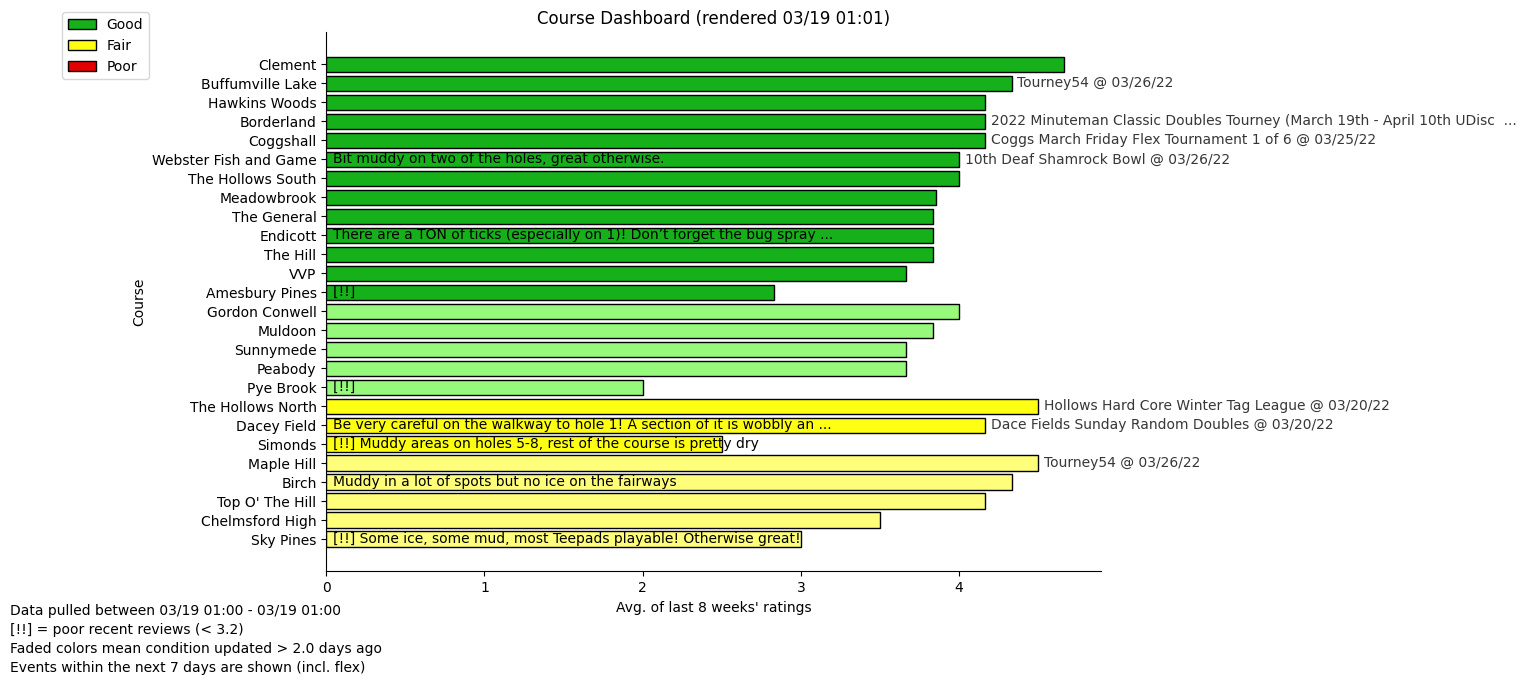 Course Dashboard (rendered 03/19 01:01)
Good
Fair
Poor
Clement
Buffumville Lake Tourney54 @ 03/26/22
Hawkins Woods
Borderland 2022 Minuteman Classic Doubles Tourney (March 19th - April 10th UDisc ...
Coggshall Coggs March Friday Flex Tournament 1 of 6 @ 03/25/22
Webster Fish and Game Bit muddy on two of the holes, great otherwise. 10th Deaf Shamrock Bowl @ 03/26/22
The Hollows South
Meadowbrook
The General
Endicott There are a TON of ticks (especially on 1)! Don't forget the bug spray ...
The Hill
VVP
Amesbury Pines [!!]
Gordon Conwell
Muldoon
Sunnymede
Peabody
Pye Brook [!!]
The Hollows North Hollows Hard Core Winter Tag League @ 03/20/22
Dacey Field Be very careful on the walkway to hole 1! A section of it is wobbly an ... Dace Fields Sunday Random Doubles @ 03/20/22
Simonds [!!] Muddy areas on holes 5-8, rest of the course is pretty dry
Maple Hill Tourney54 @ 03/26/22
Birch Muddy in a lot of spots but no ice on the fairways
Top O' The Hill
Chelmsford High
Sky Pines [!!] Some ice, some mud, most Teepads playable! Otherwise great!
Course
0 1 2 3 4
Avg. of last 8 weeks' ratings
Data pulled between 03/19 01:00 - 03/19 01:00
[!!] = poor recent reviews (< 3.2)
Faded colors mean condition updated > 2.0 days ago
Events within the next 7 days are shown (incl. flex)